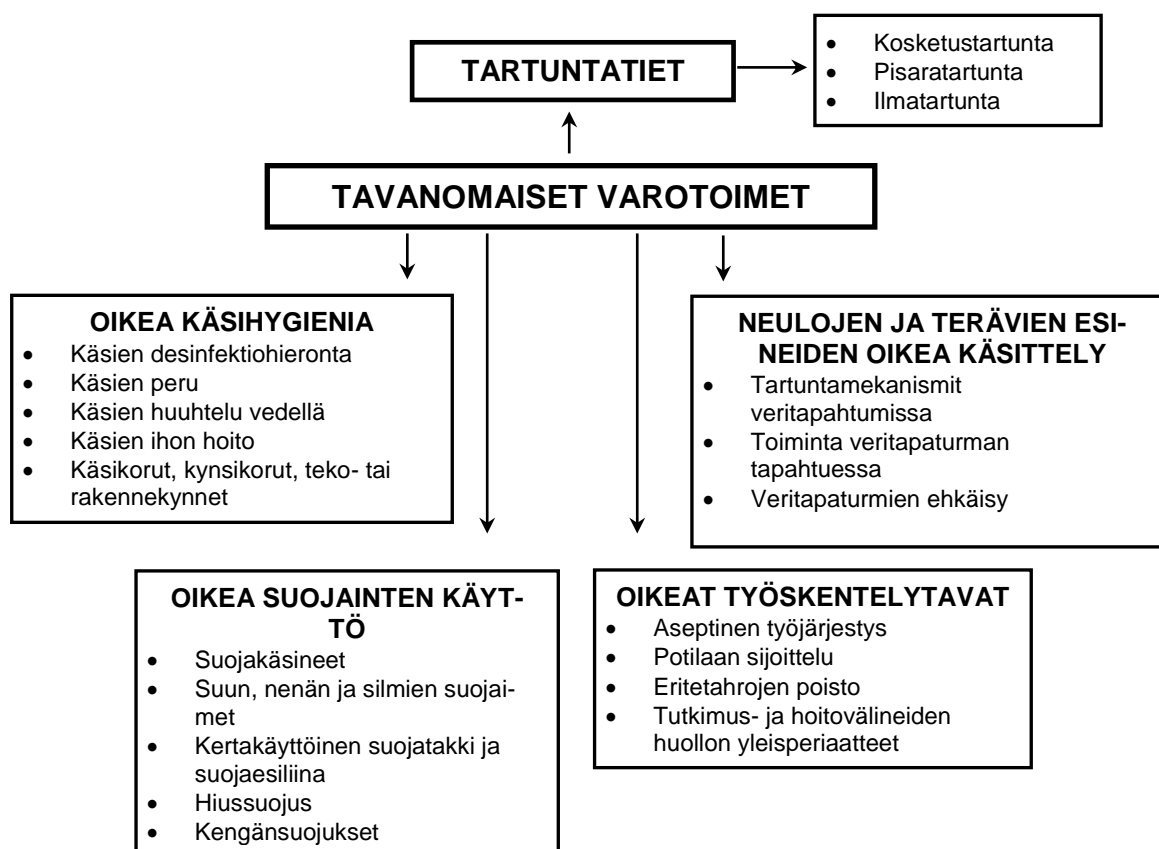 TARTUNTATIET
• Kosketustartunta
• Pisaratartunta
• Ilmatartunta
TAVANOMAISET VAROTOIMET
OIKEA KÄSIHYGIENIA
• Käsien desinfektiohieronta
• Käsien peru
• Käsien huuhtelu vedellä
• Käsien ihon hoito
• Käsikorut, kynsikorut, teko- tai
rakennekynnet
NEULOJEN JA TERÄVIEN ESI-
NEIDEN OIKEA KÄSITTELY
• Tartuntamekanismit
veritapahtumissa
• Toiminta veritapaturman
tapahtuessa
• Veritapaturmien ehkäisy
OIKEA SUOJAINTEN KÄYT-
TÖ
• Suojakäsineet
• Suun, nenän ja silmien suojai-
met
• Kertakäyttöinen suojatakki ja
suojaesiliina
• Hiussuojus
• Kengänsuojukset
OIKEAT TYÖSKENTELYTAVAT
• Aseptinen työjärjestys
• Potilaan sijoittelu
• Eritetahrojen poisto
• Tutkimus- ja hoitovälineiden
huollon yleisperiaatteet